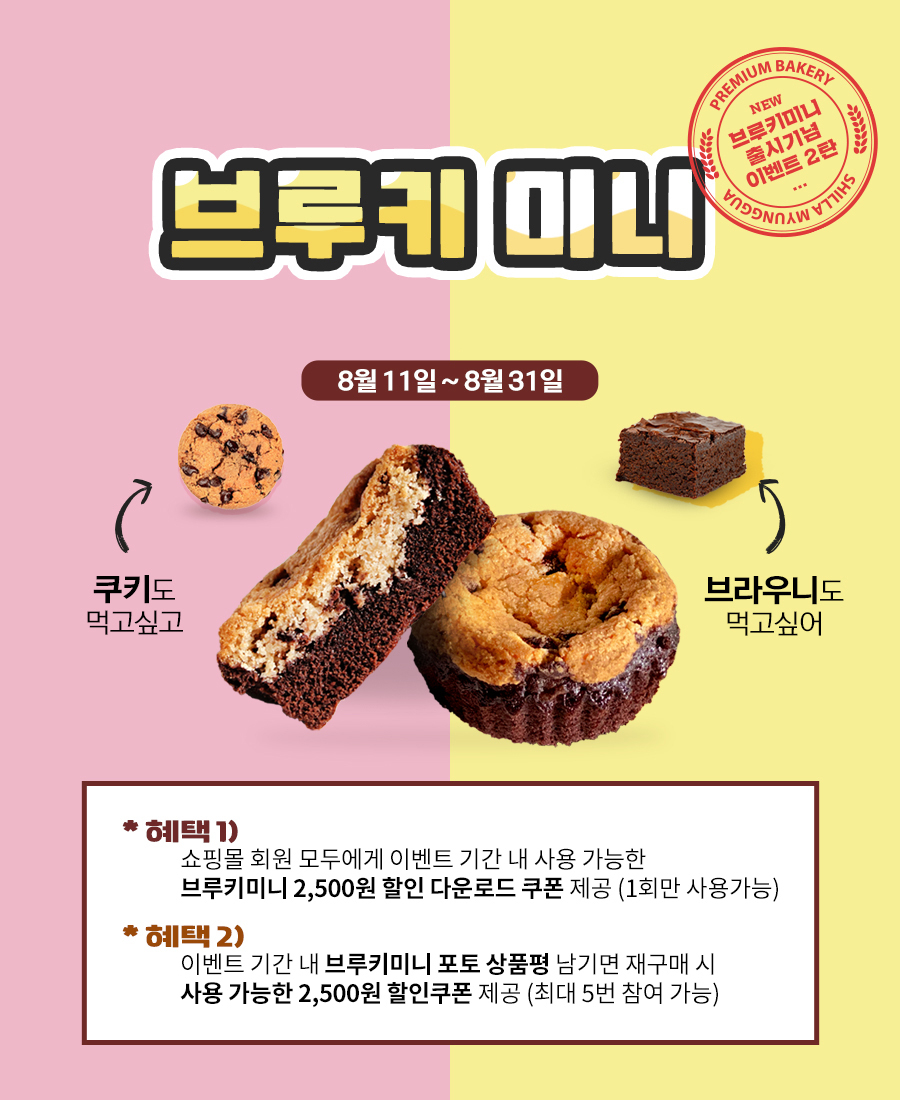 PREMIUM BAKERY
NEW
브루키미니
출시기념
이벤트 2탄
...
SHILLA MYUNGGUA
브루키 미니
8월 11일 ~ 8월 31일
쿠키도
먹고싶고
브라우니도
먹고싶어
* 혜택 1)
쇼핑몰 회원 모두에게 이벤트 기간 내 사용 가능한
브루키미니 2,500원 할인 다운로드 쿠폰 제공 (1회만 사용가능)
* 혜택 2)
이벤트 기간 내 브루키미니 포토 상품평 남기면 재구매 시
사용 가능한 2,500원 할인쿠폰 제공 (최대 5번 참여 가능)